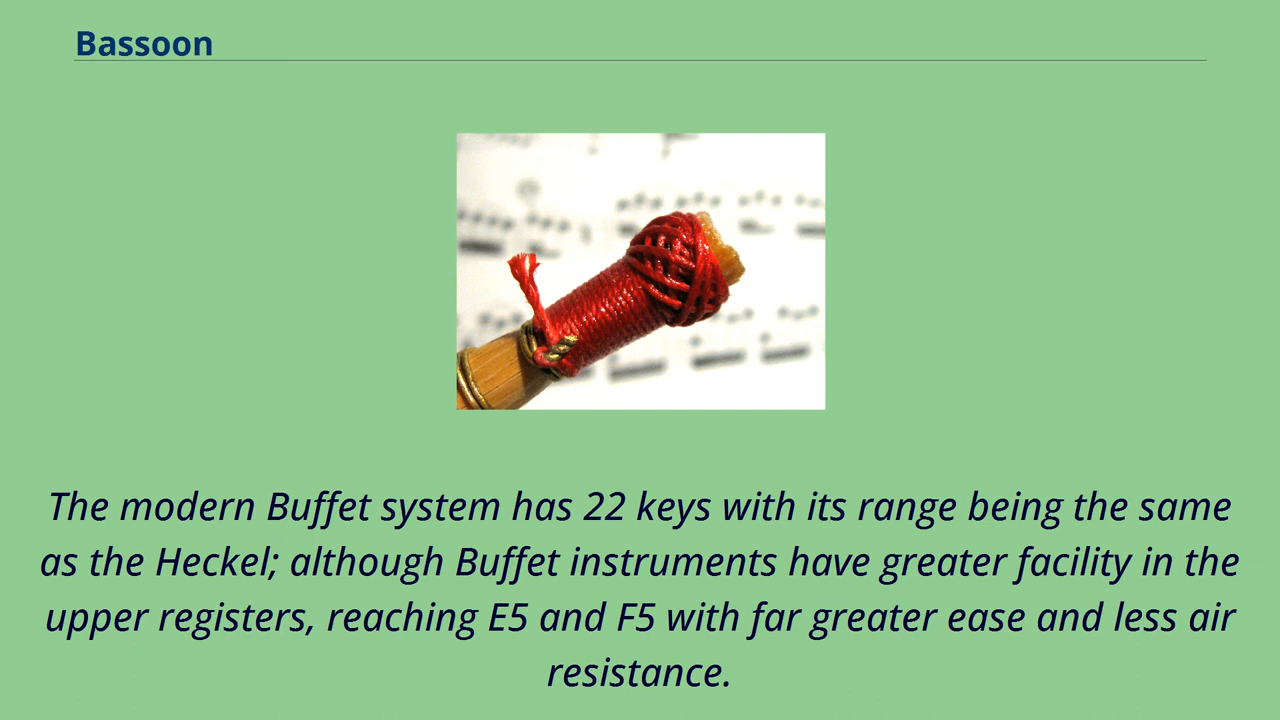 Bassoon
The modern Buffet system has 22 keys with its range being the same
as the Heckel; although Buffet instruments have greater facility in the
upper registers, reaching E5 and F5 with far greater ease and less air
resistance.